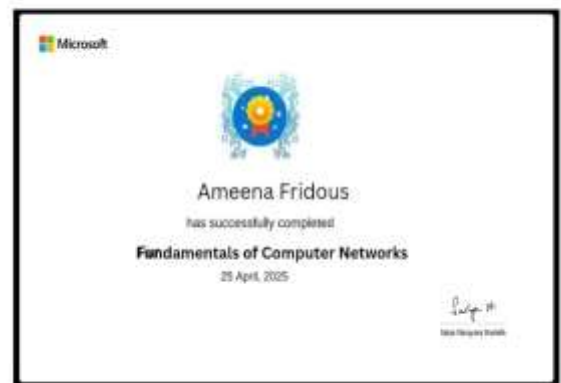 Microsoft
Ameena Fridous
has successfully completed
Fundamentals of Computer Networks
25 April, 2025